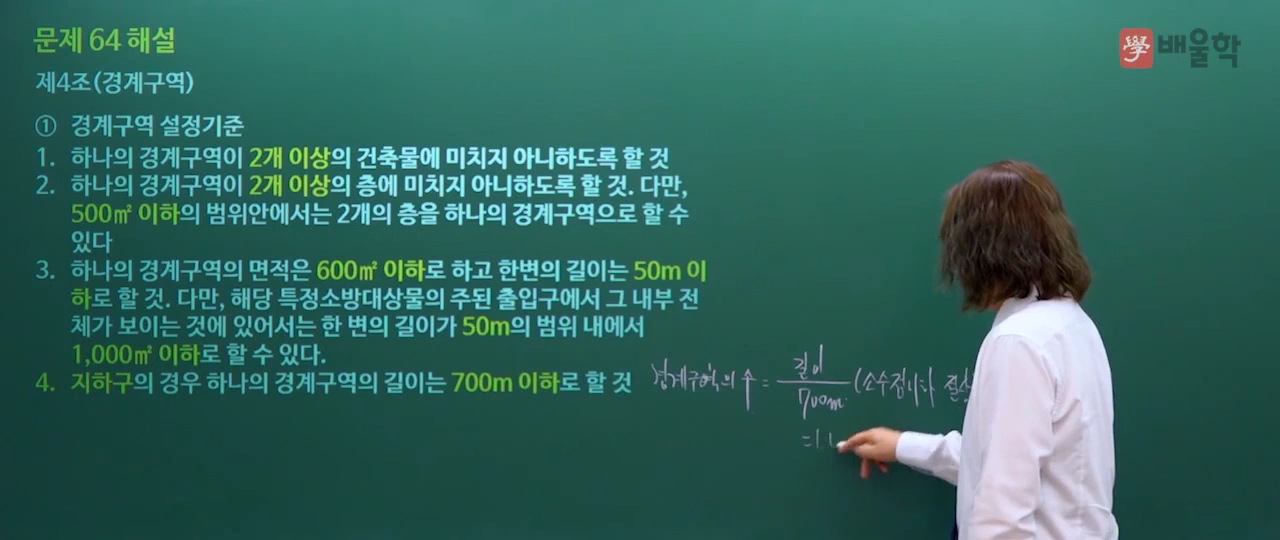 문제 64 해설
學 배울학
제4조(경계구역)
① 경계구역 설정기준
1. 하나의 경계구역이 2개 이상의 건축물에 미치지 아니하도록 할 것
2. 하나의 경계구역이 2개 이상의 층에 미치지 아니하도록 할 것. 다만,
500㎡ 이하의 범위안에서는 2개의 층을 하나의 경계구역으로 할 수
있다
3. 하나의 경계구역의 면적은 600㎡ 이하로 하고 한변의 길이는 50m 이
하로 할 것. 다만, 해당 특정소방대상물의 주된 출입구에서 그 내부 전
체가 보이는 것에 있어서는 한 변의 길이가 50m의 범위 내에서
1,000㎡ 이하로 할 수 있다.
4. 지하구의 경우 하나의 경계구역의 길이는 700m 이하로 할 것
경계구역의 수 = 길이
700m (소수점이하
= 1.